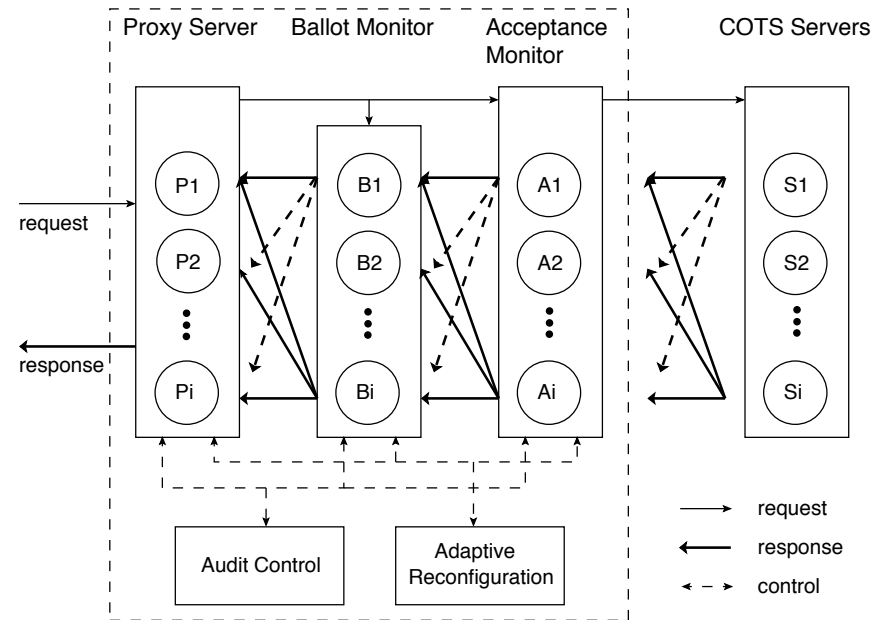 Proxy Server
Ballot Monitor
Acceptance
Monitor
COTS Servers
P1
B1
A1
S1
request
P2
B2
A2
S2
response
Pi
Bi
Ai
Si
Audit Control
Adaptive
Reconfiguration
request
response
control